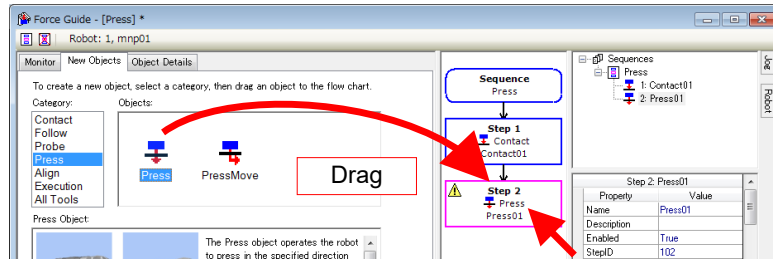 Force Guide - [Press] *
Robot: 1, mnp01
Monitor New Objects Object Details
To create a new object, select a category, then drag an object to the flow chart.
Category: Objects:
Contact
Follow
Probe
Press
Align
Execution
All Tools
Press PressMove
Drag
Press Object:
The Press object operates the robot
to press in the specified direction
Sequence
Press
Step 1
Contact
Contact01
Step 2
Press
Press01
Sequences
Press
1: Contact01
2: Press01
Jog
Robot
Step 2: Press01
Property Value
Name Press01
Description
Enabled True
StepID 102